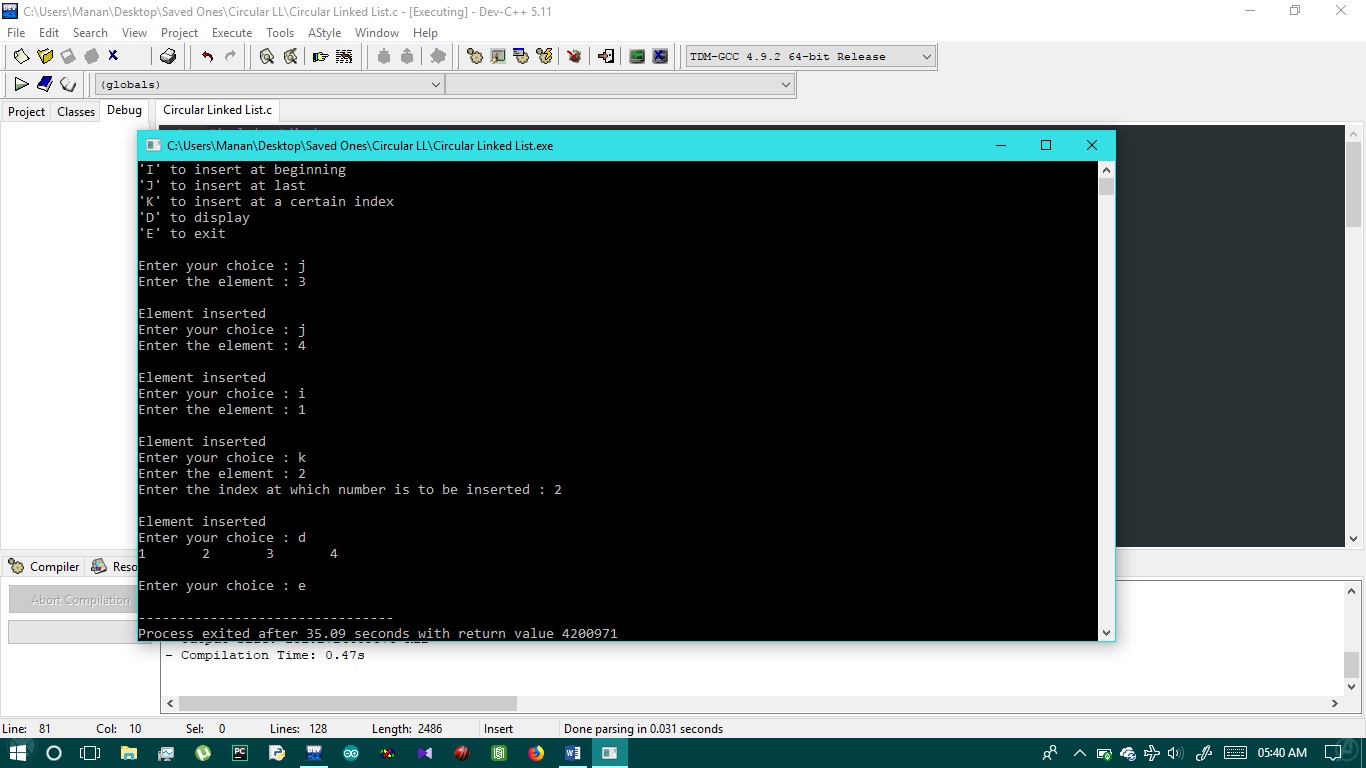 C:\Users\Manan\Desktop\Saved Ones\Circular LL\Circular Linked List.c - [Executing] - Dev-C++ 5.11
File Edit Search View Project Execute Tools AStyle Window Help
TDM-GCC 4.9.2 64-bit Release
(globals)
Project Classes Debug Circular Linked List.c
C:\Users\Manan\Desktop\Saved Ones\Circular LL\Circular Linked List.exe
'I' to insert at beginning
'J' to insert at last
'K' to insert at a certain index
'D' to display
'E' to exit
Enter your choice : j
Enter the element : 3
Element inserted
Enter your choice : j
Enter the element : 4
Element inserted
Enter your choice : i
Enter the element : 1
Element inserted
Enter your choice : k
Enter the element : 2
Enter the index at which number is to be inserted : 2
Element inserted
Enter your choice : d
1 2 3 4
Enter your choice : e
--------------------------------
Process exited after 35.09 seconds with return value 4200971
Compiler Reso
Abort Compilation
- Compilation Time: 0.47s
Line: 81 Col: 10 Sel: 0 Lines: 128 Length: 2486 Insert Done parsing in 0.031 seconds
05:40 AM